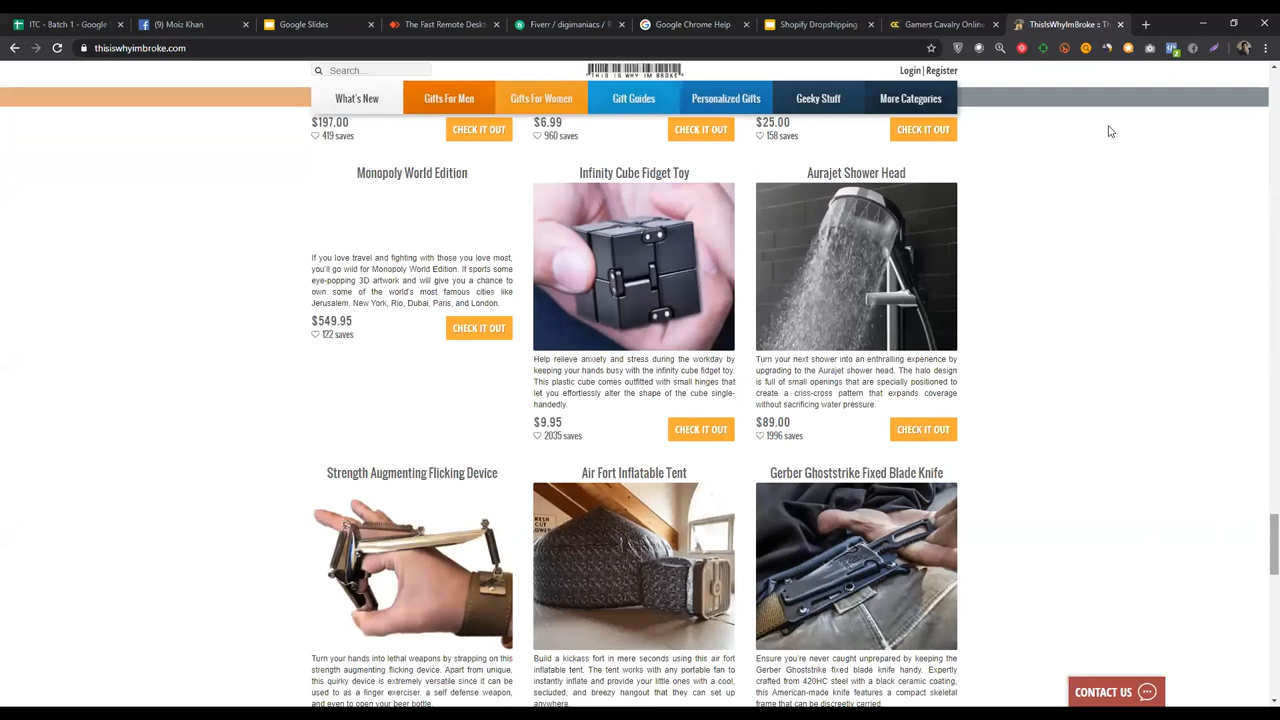 ITC - Batch 1 - Google
(9) Moiz Khan
Google Slides
The Fast Remote Desk
Fiverr / digimaniacs /
Google Chrome Help
Shopify Dropshipping
Gamers Cavalry Online
ThisIsWhyImBroke :: Th
thisiswhyimbroke.com
Search...
THIS IS WHY IM BROKE
Login | Register
What's New
Gifts For Men
Gifts For Women
Gift Guides
Personalized Gifts
Geeky Stuff
More Categories
$197.00
419 saves
CHECK IT OUT
$6.99
960 saves
CHECK IT OUT
$25.00
158 saves
CHECK IT OUT
Monopoly World Edition
If you love travel and fighting with those you love most,
you'll go wild for Monopoly World Edition. It sports some
eye-popping 3D artwork and will give you a chance to
own some of the world's most famous cities like
Jerusalem, New York, Rio, Dubai, Paris, and London.
$549.95
122 saves
CHECK IT OUT
Infinity Cube Fidget Toy
Help relieve anxiety and stress during the workday by
keeping your hands busy with the infinity cube fidget toy.
This plastic cube comes outfitted with small hinges that
let you effortlessly alter the shape of the cube single-
handedly.
$9.95
2035 saves
CHECK IT OUT
Aurajet Shower Head
Turn your next shower into an enthralling experience by
upgrading to the Aurajet shower head. The halo design
is full of small openings that are specially positioned to
create a criss-cross pattern that expands coverage
without sacrificing water pressure.
$89.00
1996 saves
CHECK IT OUT
Strength Augmenting Flicking Device
Turn your hands into lethal weapons by strapping on this
strength augmenting flicking device. Apart from unique,
this quirky device is extremely versatile since it can be
used to as a finger exerciser, a self defense weapon,
and even to open your beer bottle.
Air Fort Inflatable Tent
FRESH
CUT
Build a kickass fort in mere seconds using this air fort
inflatable tent. The tent works with any portable fan to
instantly inflate and provide your little ones with a cool,
secluded, and breezy hangout that they can set up
anywhere.
Gerber Ghoststrike Fixed Blade Knife
Ensure you're never caught unprepared by keeping the
Gerber Ghoststrike fixed blade knife handy. Expertly
crafted from 420HC steel with a black ceramic coating,
this American-made knife features a compact skeletal
frame that can be discreetly carried.
CONTACT US